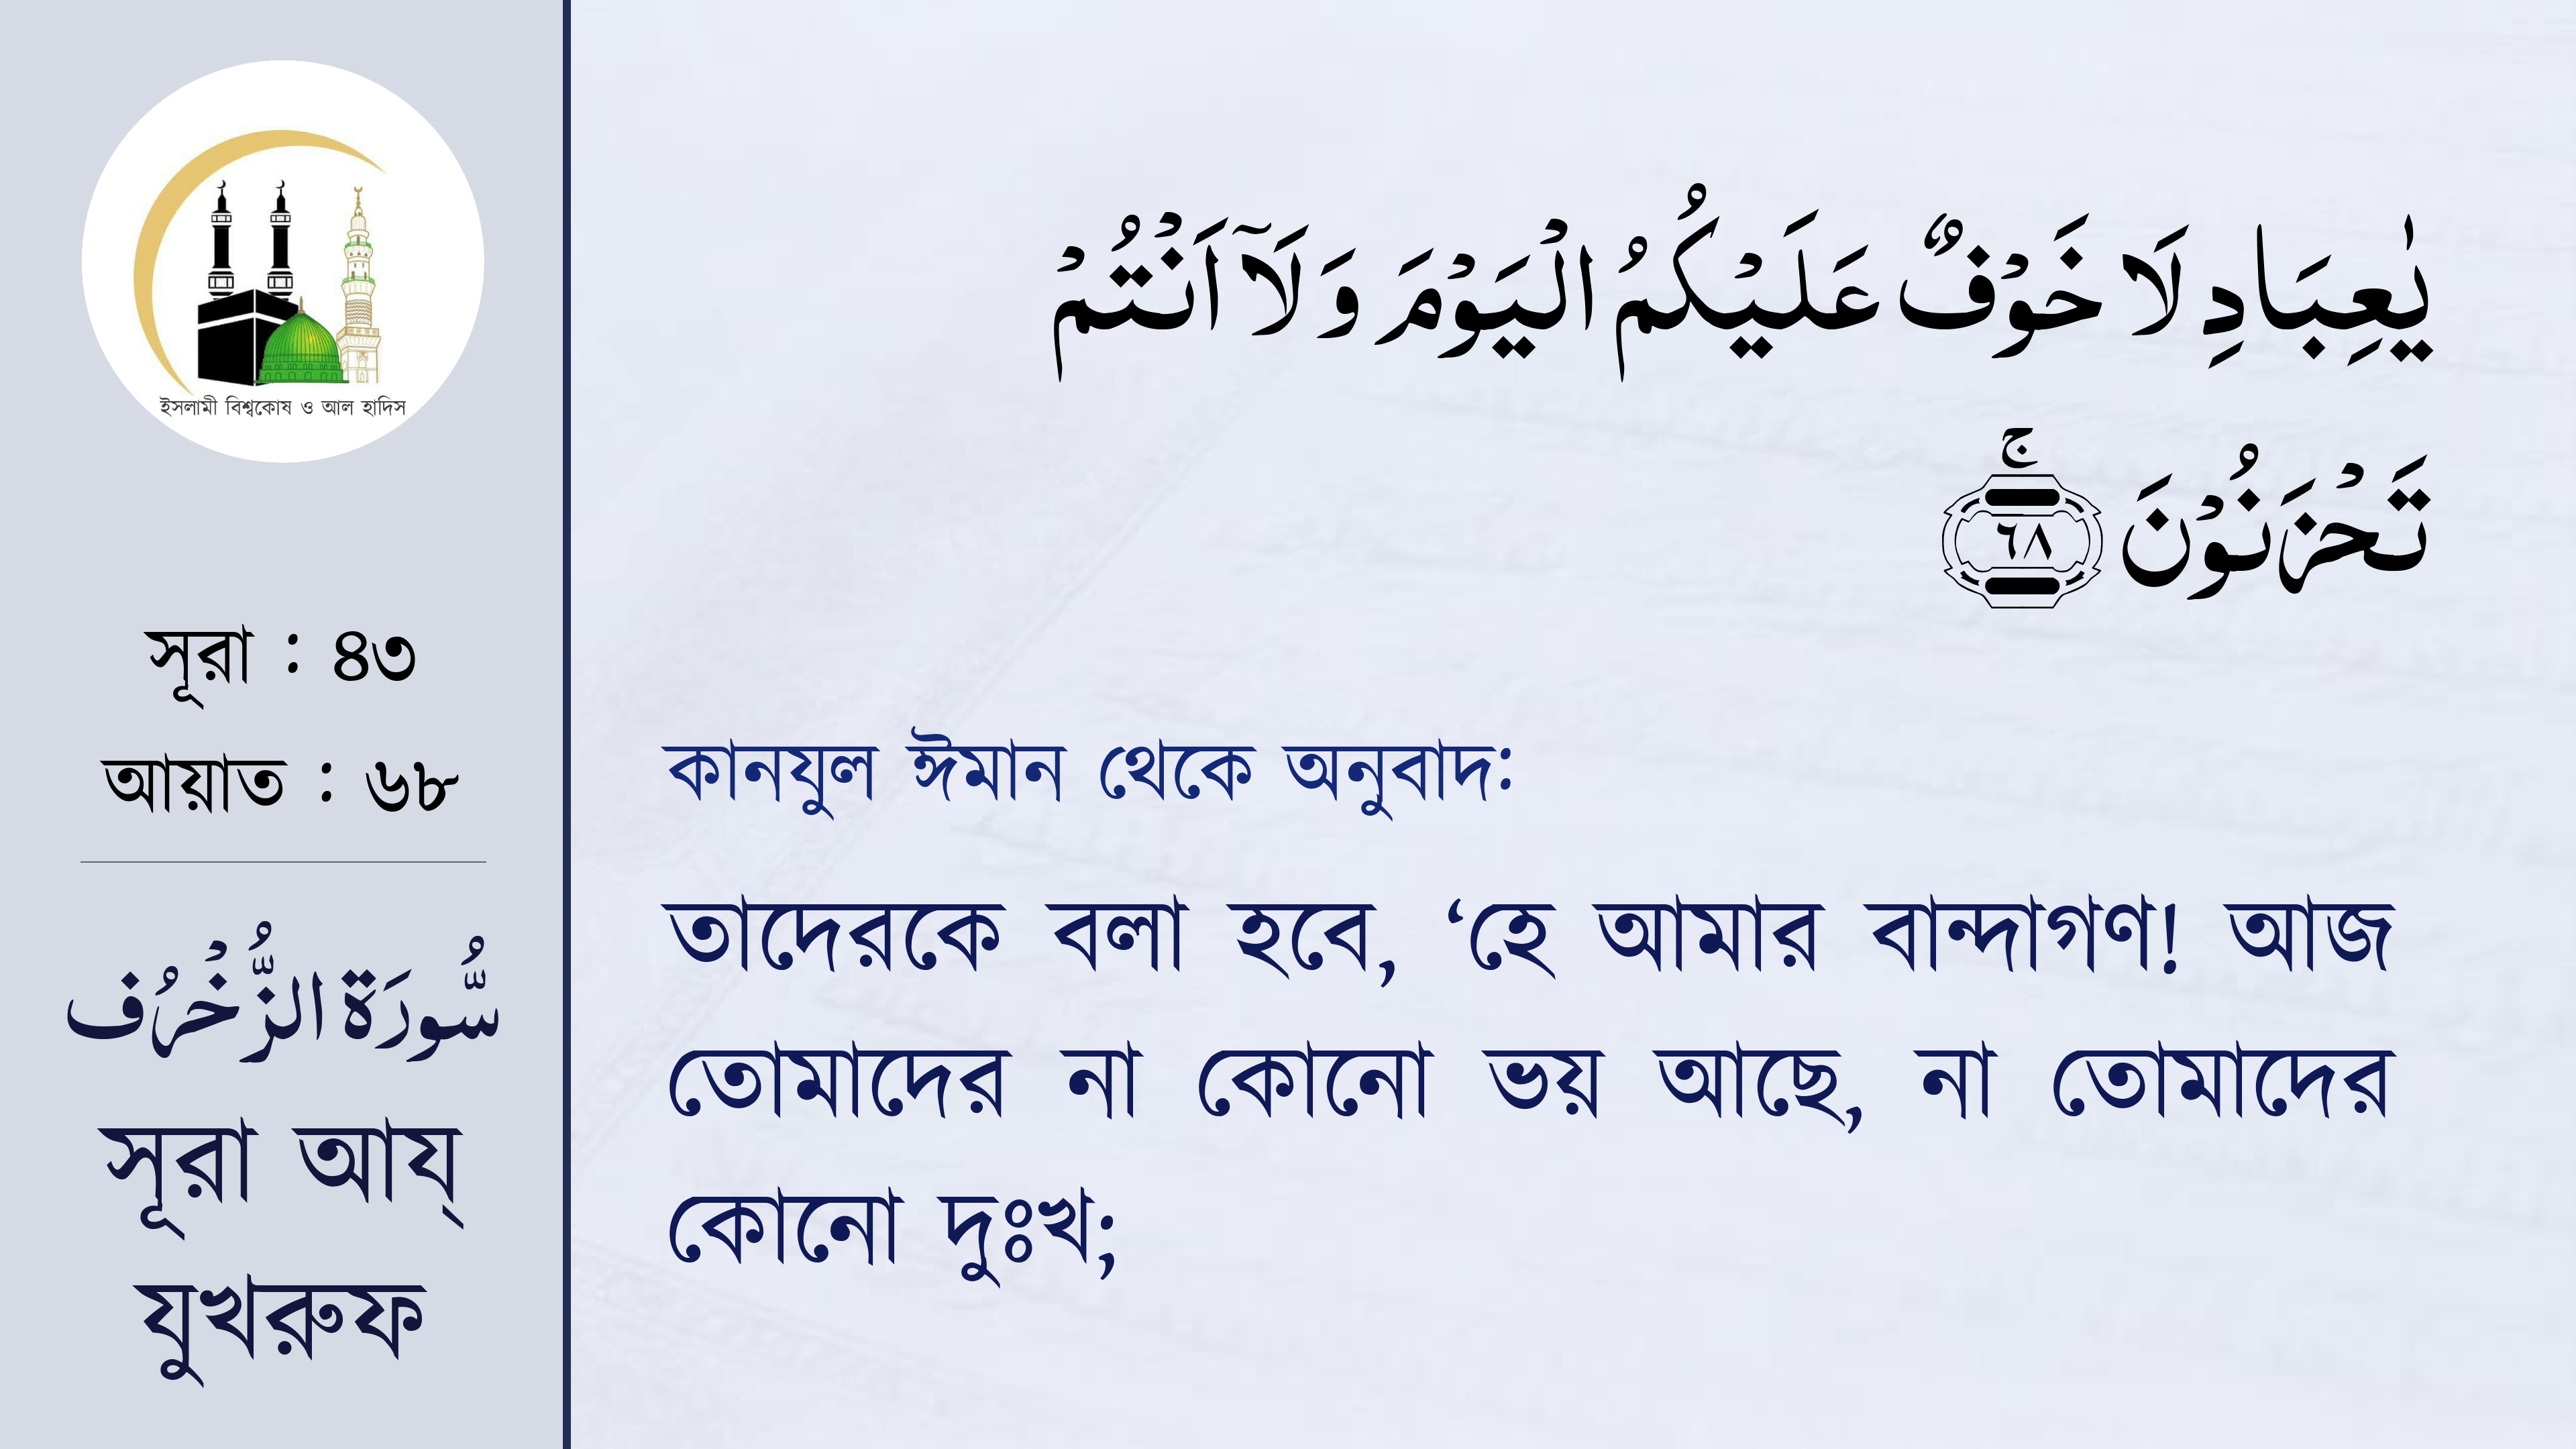 ইসলামী বিশ্বকোষ ও আল হাদিস
সূরা : ৪৩
আয়াত : ৬৮
سُّورَة الزُّخْرُف
সূরা আয্
যুখরুফ
يٰعِبَادِ لَا خَوْفٌ عَلَيْكُمُ الْيَوْمَ وَ لَاۤ اَنْتُمْ
تَحْزَنُوْنَ ۚ ٦٨
কানযুল ঈমান থেকে অনুবাদ:
তাদেরকে বলা হবে, ‘হে আমার বান্দাগণ! আজ
তোমাদের না কোনো ভয় আছে, না তোমাদের
কোনো দুঃখ;